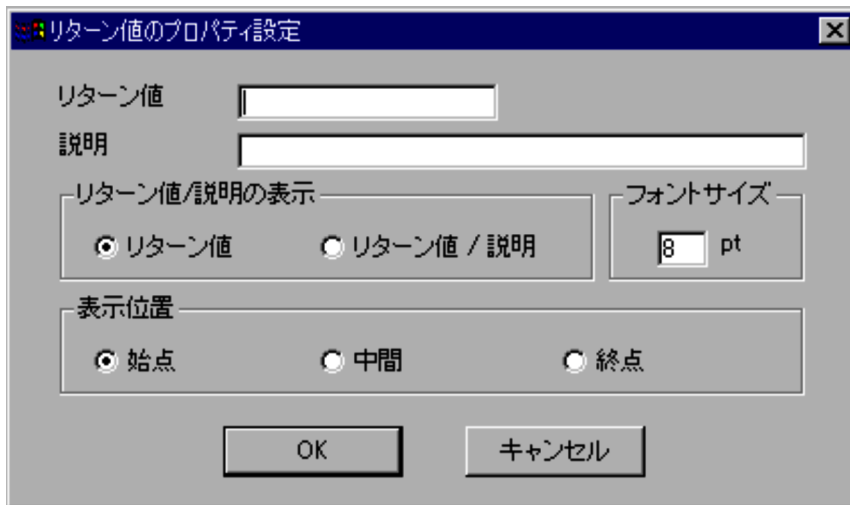 リターン値のプロパティ設定
リターン値
説明
リターン値/説明の表示
リターン値
リターン値 / 説明
フォントサイズ
8 pt
表示位置
始点
中間
終点
OK
キャンセル